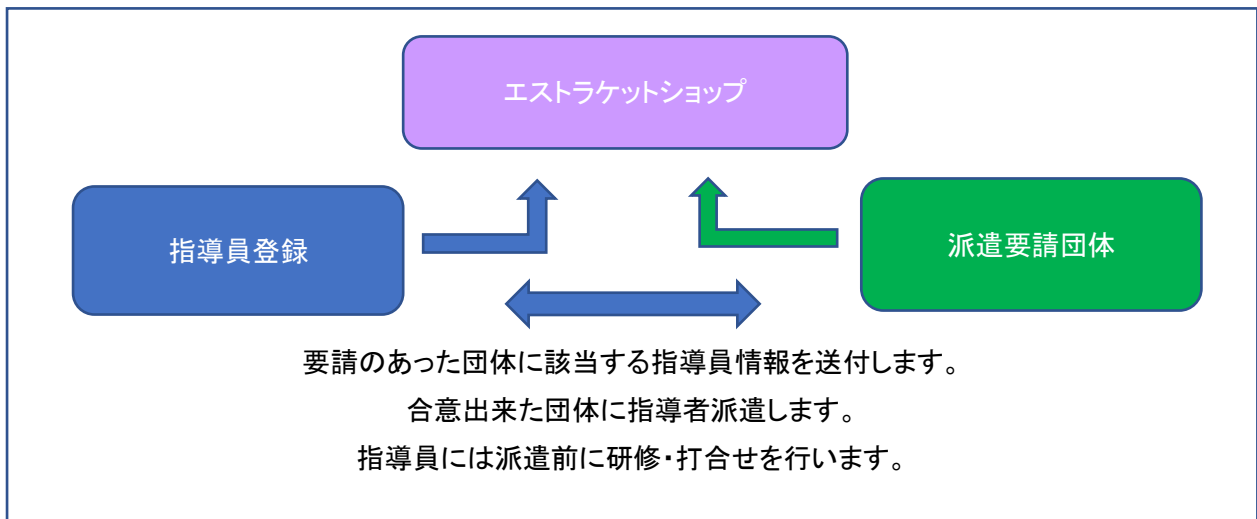 エストラケットショップ
指導員登録
派遣要請団体
要請のあった団体に該当する指導員情報を送付します。
合意出来た団体に指導者派遣します。
指導員には派遣前に研修・打合せを行います。